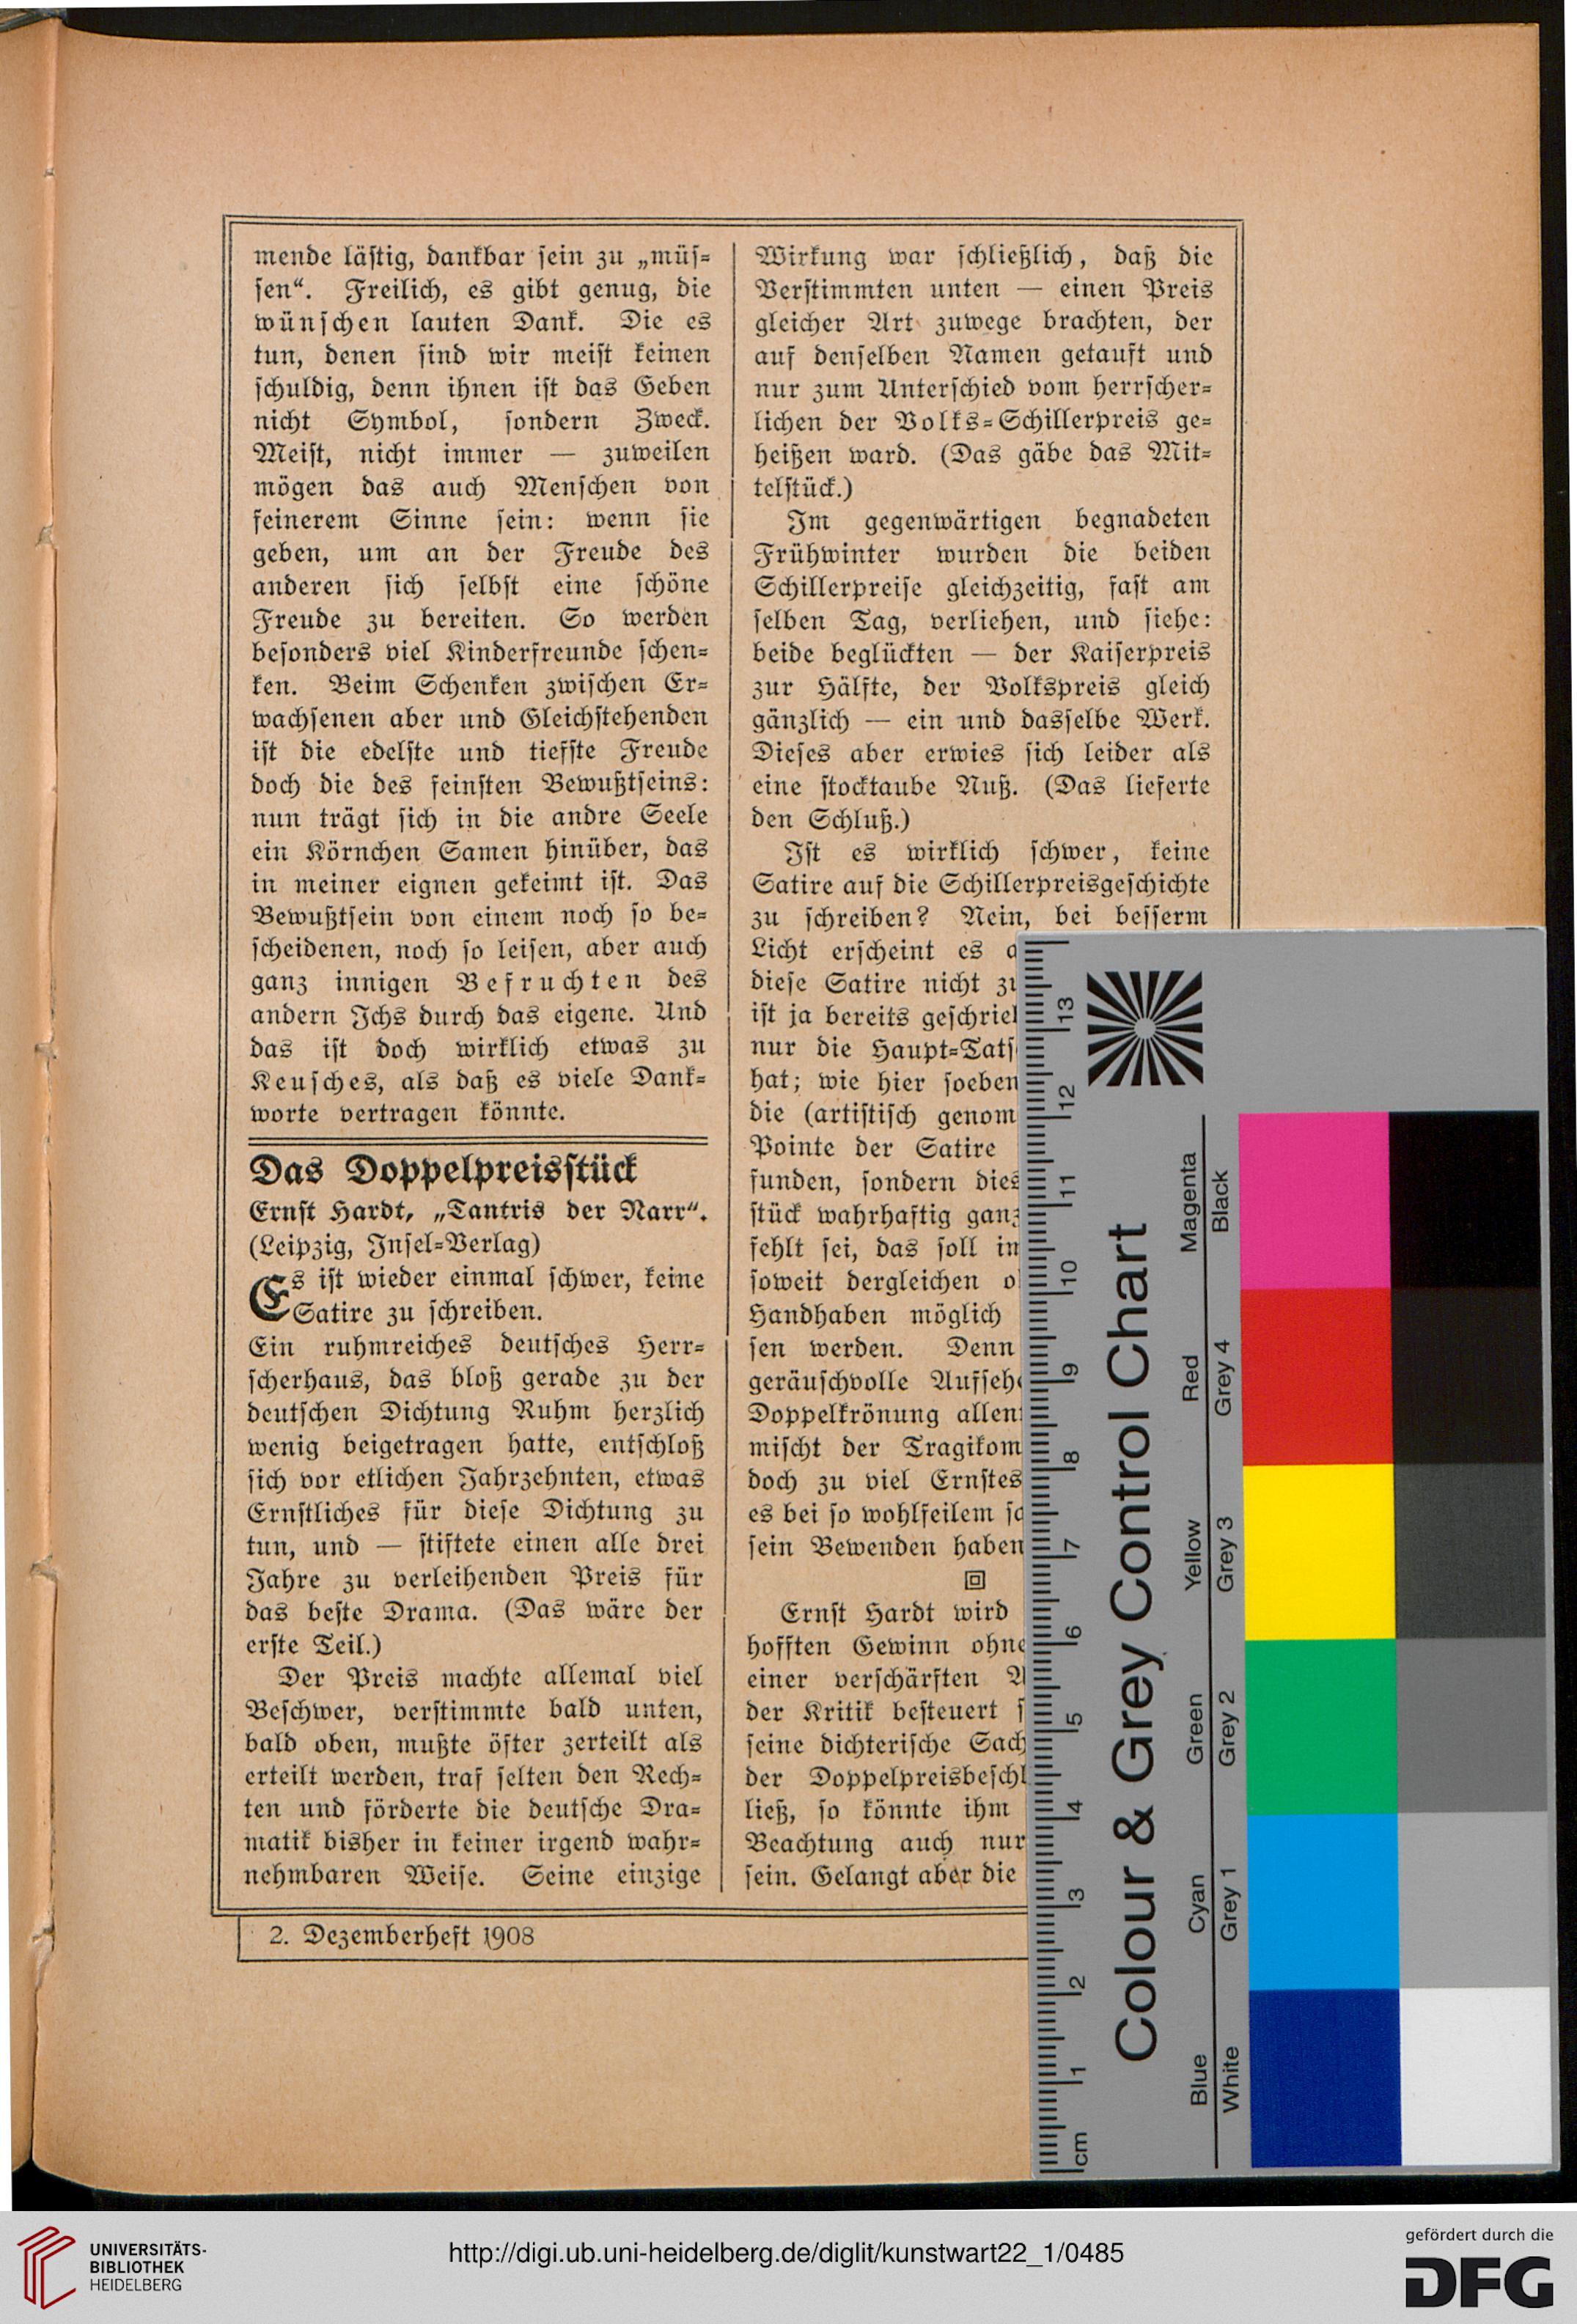 mende lästig, dankbar sein zu „müs-
sen“. Freilich, es gibt genug, die
wünschen lauten Dank. Die es
tun, denen sind wir meist keinen
schuldig, denn ihnen ist das Geben
nicht Symbol, sondern Zweck.
Meist, nicht immer — zuweilen
mögen das auch Menschen von
feinerem Sinne sein: wenn sie
geben, um an der Freude des
anderen sich selbst eine schöne
Freude zu bereiten. So werden
besonders viel Kinderfreunde schen-
ken. Beim Schenken zwischen Er-
wachsenen aber und Gleichstehenden
ist die edelste und tiefste Freude
doch die des feinsten Bewußtseins:
nun trägt sich in die andre Seele
ein Körnchen Samen hinüber, das
in meiner eignen gekeimt ist. Das
Bewußtsein von einem noch so be-
scheidenen, noch so leisen, aber auch
ganz innigen Befruchten des
andern Ichs durch das eigene. Und
das ist doch wirklich etwas zu
Keusches, als daß es viele Dank-
worte vertragen könnte.
Das Doppelpreisstück
Ernst Hardt, „Tantris der Narr“.
(Leipzig, Insel-Verlag)
Es ist wieder einmal schwer, keine
Satire zu schreiben.
Ein ruhmreiches deutsches Herr-
scherhaus, das bloß gerade zu der
deutschen Dichtung Ruhm herzlich
wenig beigetragen hatte, entschloß
sich vor etlichen Jahrzehnten, etwas
Ernstliches für diese Dichtung zu
tun, und — stiftete einen alle drei
Jahre zu verleihenden Preis für
das beste Drama. (Das wäre der
erste Teil.)
Der Preis machte allemal viel
Beschwer, verstimmte bald unten,
bald oben, mußte öfter zerteilt als
erteilt werden, traf selten den Rech-
ten und förderte die deutsche Dra-
matik bisher in keiner irgend wahr-
nehmbaren Weise. Seine einzige
Wirkung war schließlich, daß die
Verstimmten unten — einen Preis
gleicher Art zuwege brachten, der
auf denselben Namen getauft und
nur zum Unterschied vom herrscher-
lichen der Volks-Schillerpreis ge-
heißen ward. (Das gäbe das Mit-
telstück.)
Im gegenwärtigen begnadeten
Frühwinter wurden die beiden
Schillerpreise gleichzeitig, fast am
selben Tag, verliehen, und siehe:
beide beglückten — der Kaiserpreis
zur Hälfte, der Volkspreis gleich
gänzlich — ein und dasselbe Werk.
Dieses aber erwies sich leider als
eine stocktaube Nuß. (Das lieferte
den Schluß.)
Ist es wirklich schwer, keine
Satire auf die Schillerpreisgeschichte
zu schreiben? Nein, bei besserm
Licht erscheint es
diese Satire nicht
ist ja bereits
nur die
hat; wie hier soeben
die (artistisch
Pointe der Satire
funden, sondern
stück wahrhaftig
fehlt sei, das soll
soweit dergleichen
Handhaben möglich
sen werden. Denn
geräuschvolle
Doppelkrönung
mischt der
doch zu viel Ernstes
es bei so wohlfeilem
sein Bewenden haben
Ernst Hardt wird
hofften Gewinn ohne
einer verschärften
der Kritik besteuert
seine dichterische
der
ließ, so könnte ihm
Beachtung auch nur
sein. Gelangt aber die
2. Dezemberheft 1908
Colour & Grey Control Chart
Blue Cyan Green Yellow Red Magenta
White Grey 1 Grey 2 Grey 3 Grey 4 Black
cm 1 2 3 4 5 6 7 8 9 10 11 12 13
UNIVERSITÄTS-
BIBLIOTHEK
HEIDELBERG
http://digi.ub.uni-heidelberg.de/diglit/kunstwart22_1/0485
gefördert durch die
DFG